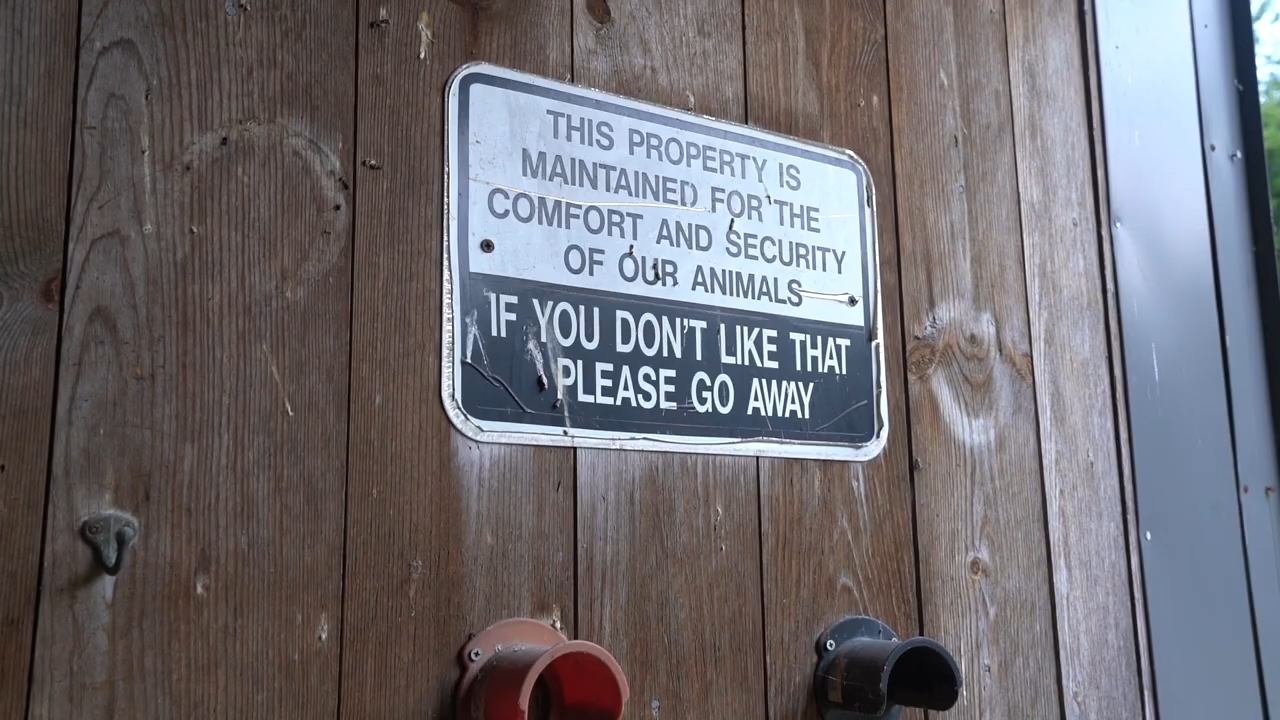 THIS PROPERTY IS
MAINTAINED FOR THE
COMFORT AND SECURITY
OF OUR ANIMALS
IF YOU DON'T LIKE THAT
PLEASE GO AWAY